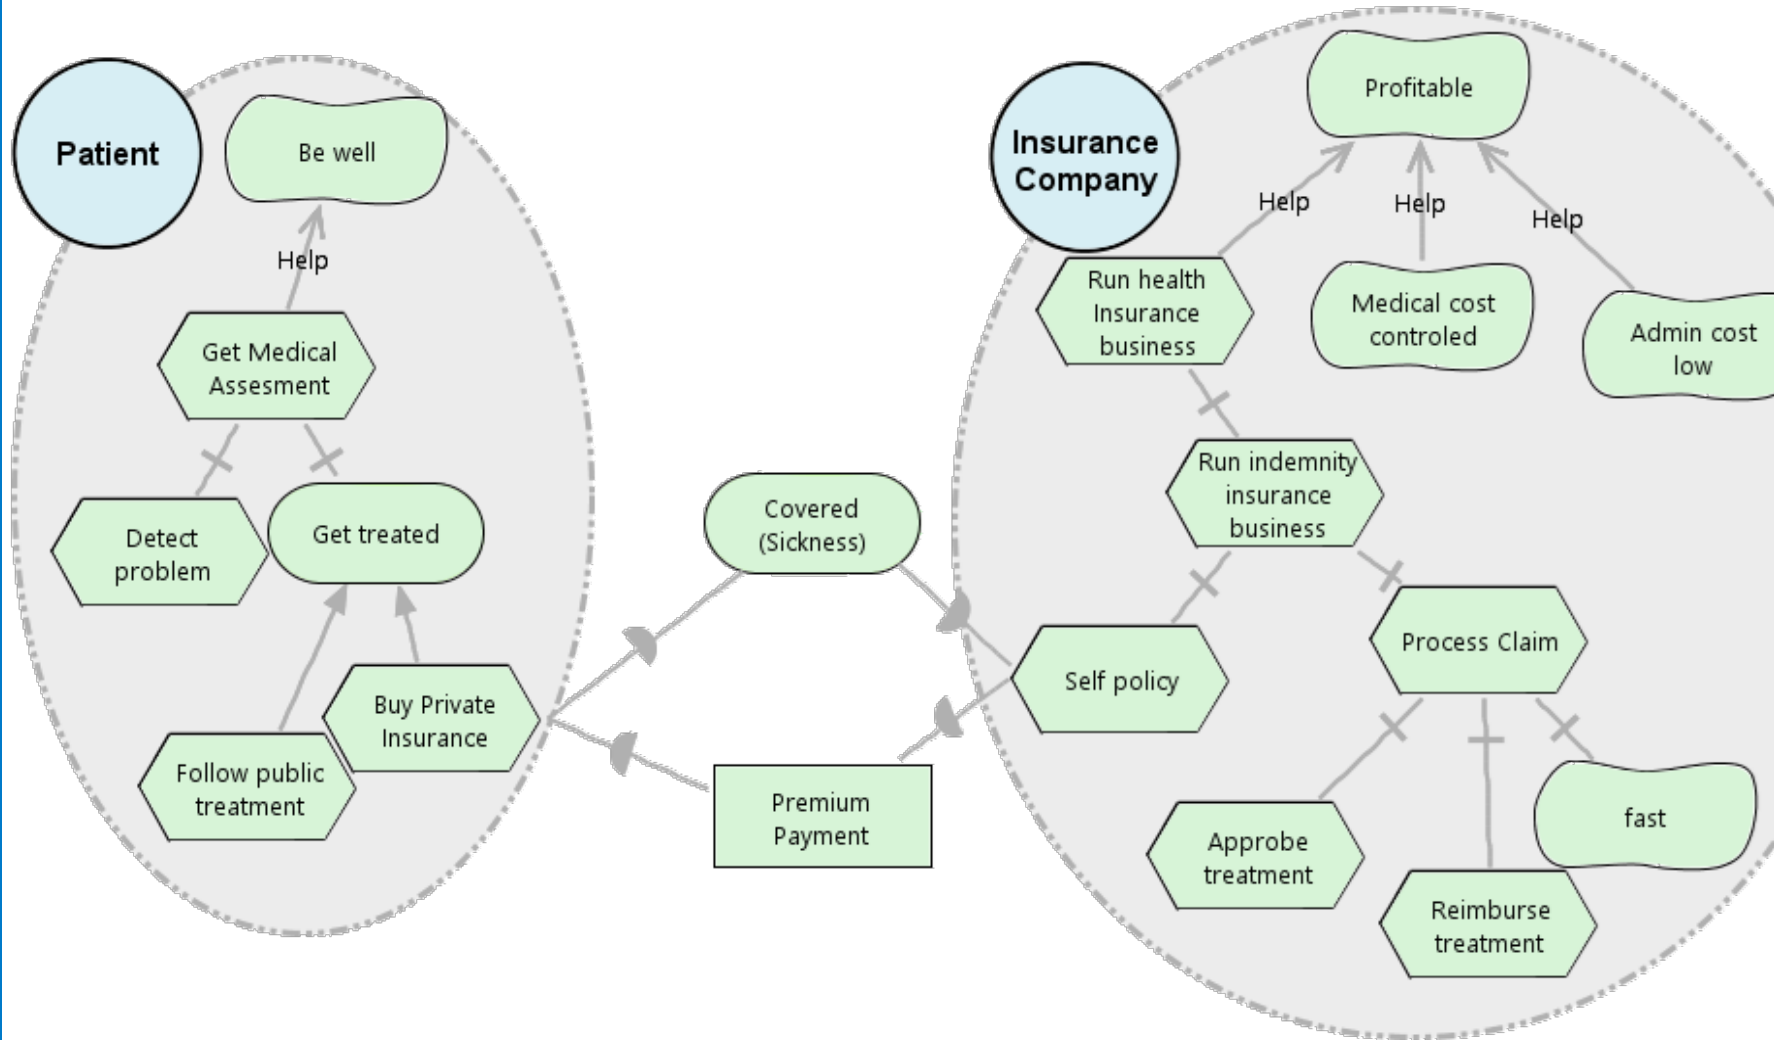 Patient
Be well
Help
Get Medical
Assesment
Detect
problem
Get treated
Buy Private
Insurance
Follow public
treatment
Covered
(Sickness)
Premium
Payment
Insurance
Company
Profitable
Help
Help
Help
Run health
Insurance
business
Medical cost
controled
Admin cost
low
Run indemnity
insurance
business
Self policy
Process Claim
Approbe
treatment
Reimburse
treatment
fast